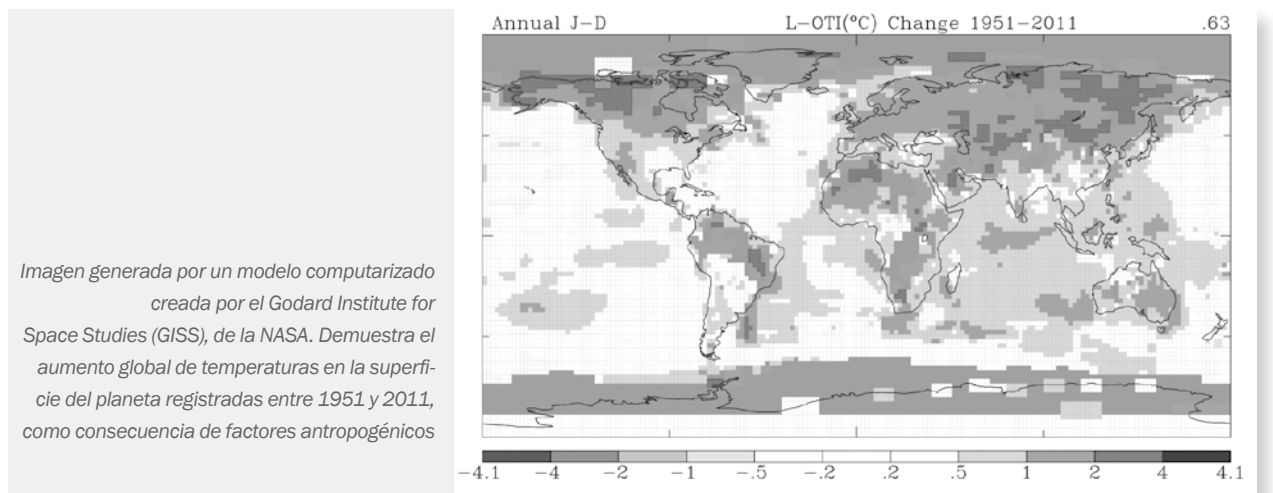 Annual J-D L-OTI(°C) Change 1951-2011 .63
Imagen generada por un modelo computarizado
creada por el Godard Institute for
Space Studies (GISS), de la NASA. Demuestra el
aumento global de temperaturas en la superfi-
cie del planeta registradas entre 1951 y 2011,
como consecuencia de factores antropogénicos
-4.1 -4 -2 -1 -.5 -.2 .2 .5 1 2 4 4.1